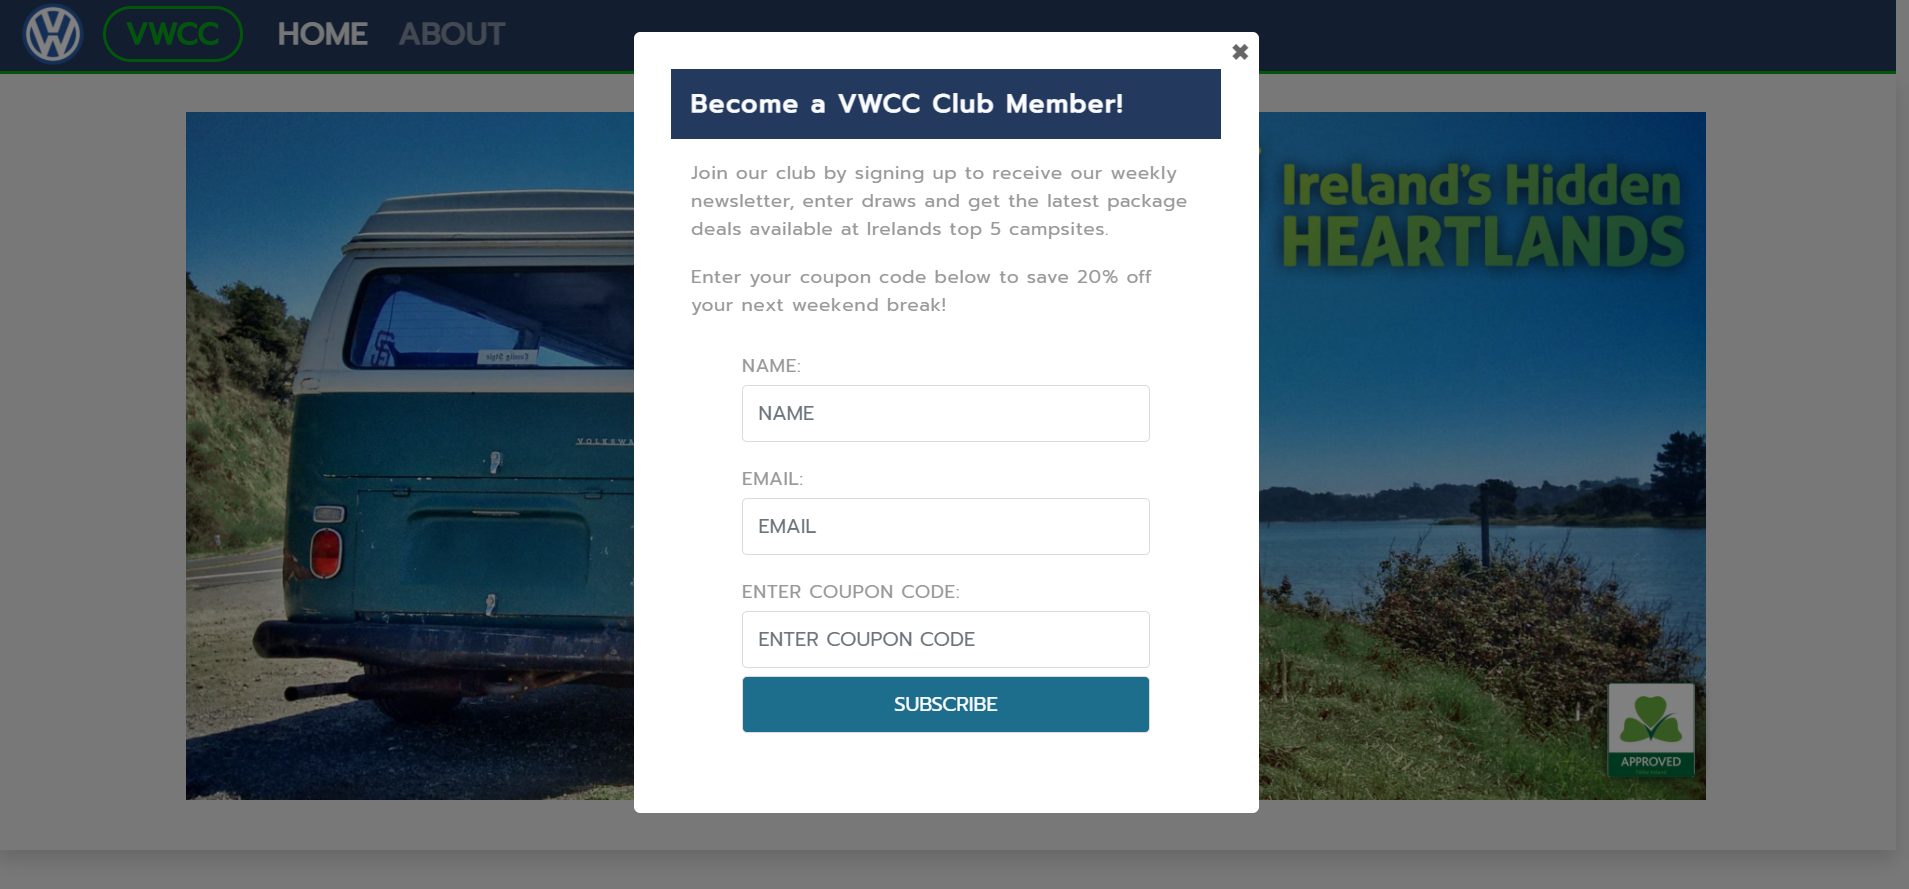 VWCC HOME ABOUT
✖
Become a VWCC Club Member!
Join our club by signing up to receive our weekly
newsletter, enter draws and get the latest package
deals available at Irelands top 5 campsites.
Enter your coupon code below to save 20% off
your next weekend break!
NAME:
NAME
EMAIL:
EMAIL
ENTER COUPON CODE:
ENTER COUPON CODE
SUBSCRIBE
Ireland's Hidden
HEARTLANDS
Family Style
VOLKSWA
APPROVED